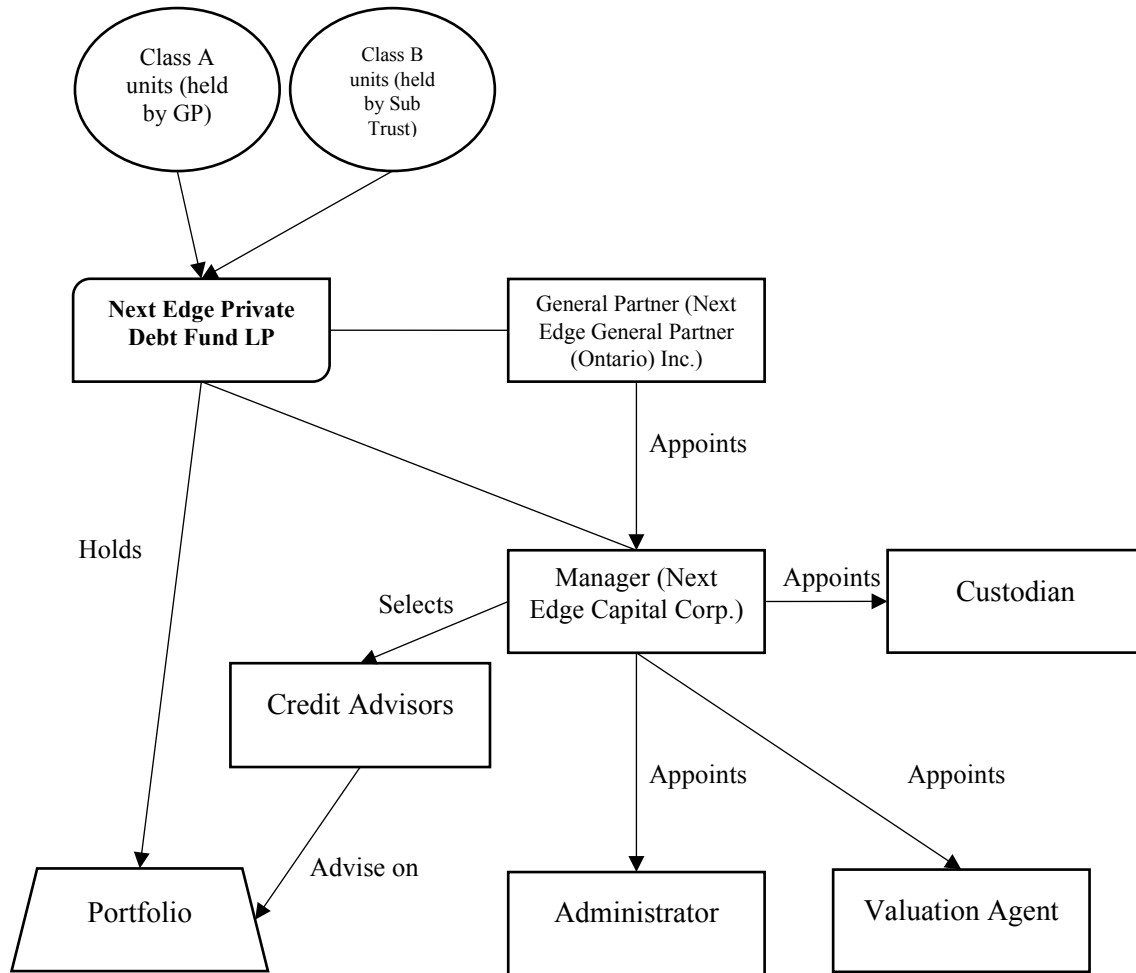 Class A
units (held
by GP)
Class B
units (held
by Sub
Trust)
Next Edge Private
Debt Fund LP
General Partner (Next
Edge General Partner
(Ontario) Inc.)
Appoints
Holds
Manager (Next
Edge Capital Corp.)
Appoints
Custodian
Selects
Credit Advisors
Appoints
Appoints
Advise on
Portfolio
Administrator
Valuation Agent